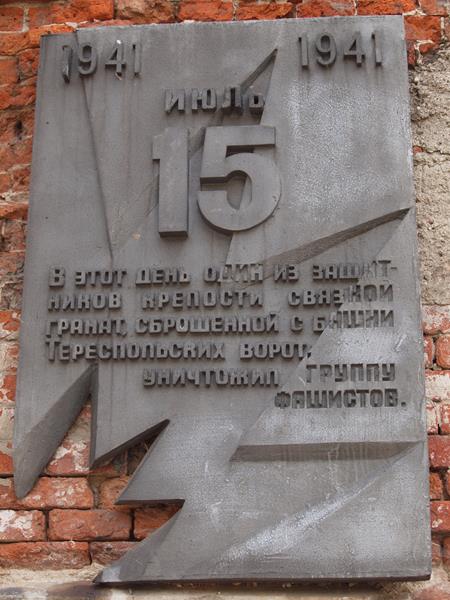 1941 1941
ИЮЛЬ
15
В ЭТОТ ДЕНЬ ОДИН ИЗ ЗАЩИТ-
НИКОВ КРЕПОСТИ СВЯЗКОЙ
ГРАНАТ, СБРОШЕННОЙ С БАШНИ
ТЕРЕСПОЛЬСКИХ ВОРОТ,
УНИЧТОЖИЛ ГРУППУ
ФАШИСТОВ.